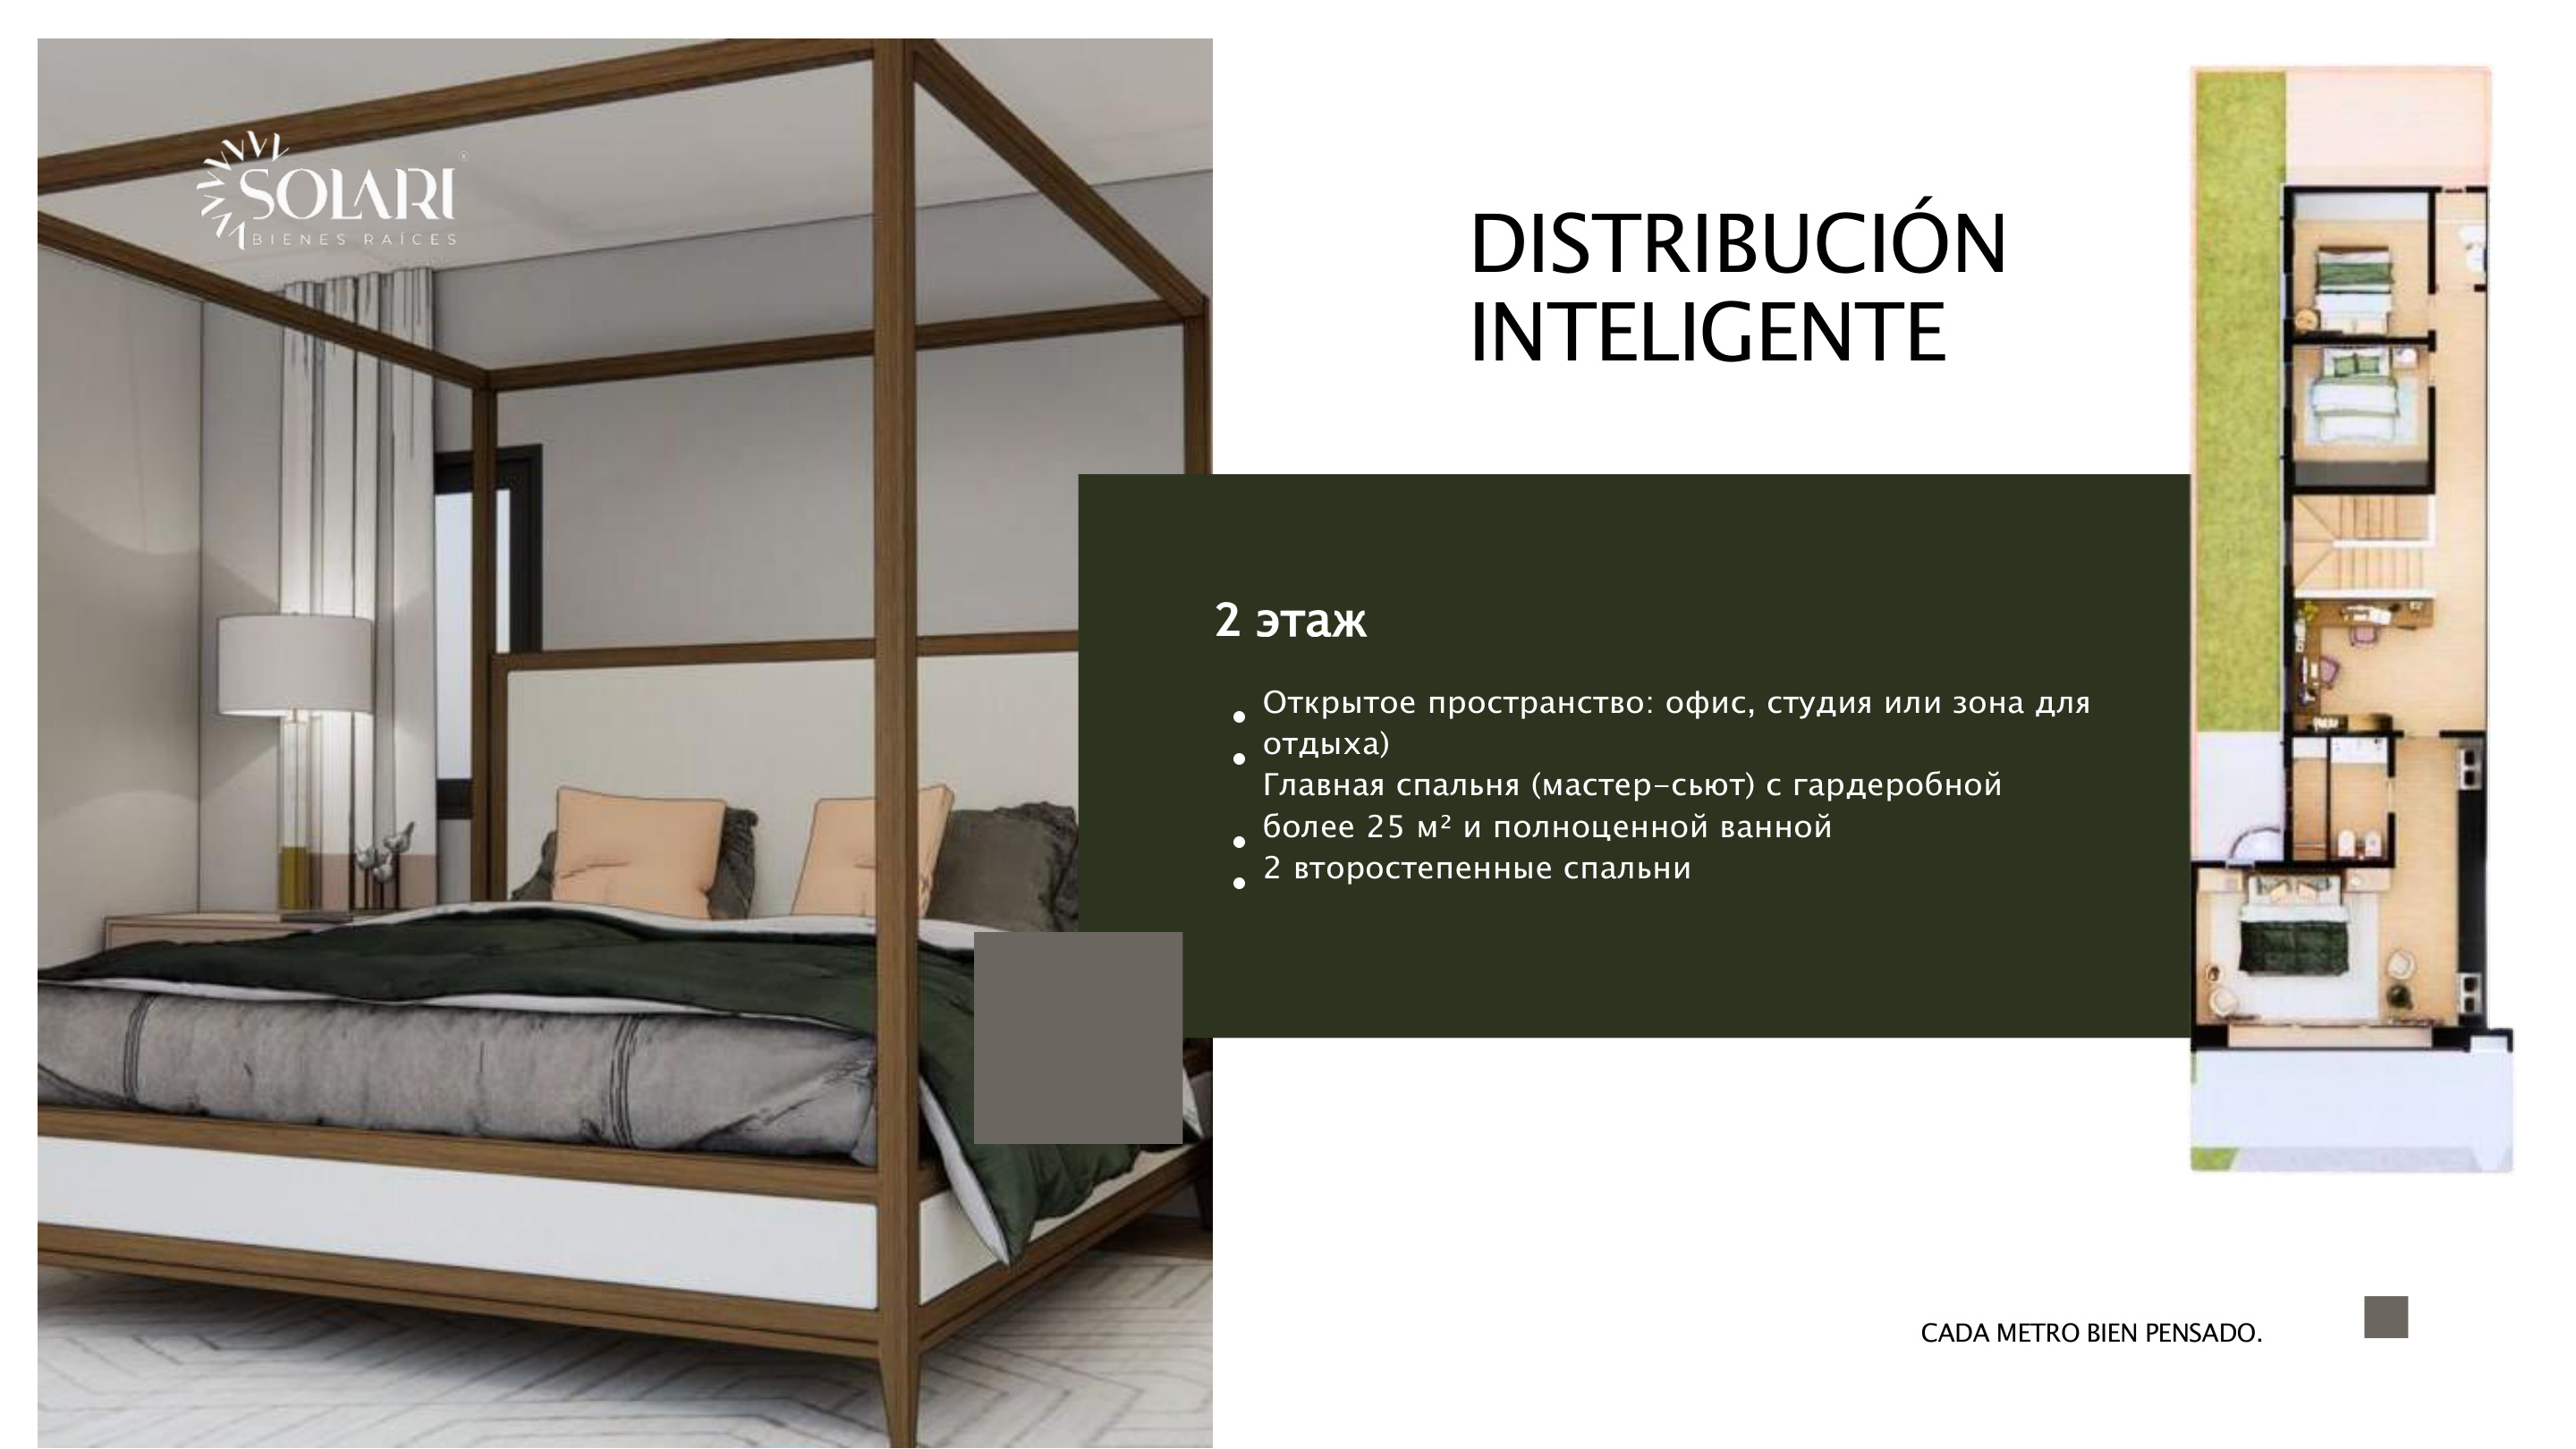 SOLARI
®
BIENES RAÍCES
DISTRIBUCIÓN
INTELIGENTE
2 этаж
Открытое пространство: офис, студия или зона для
отдыха)
Главная спальня (мастер-сьют) с гардеробной
более 25 м² и полноценной ванной
2 второстепенные спальни
CADA METRO BIEN PENSADO.